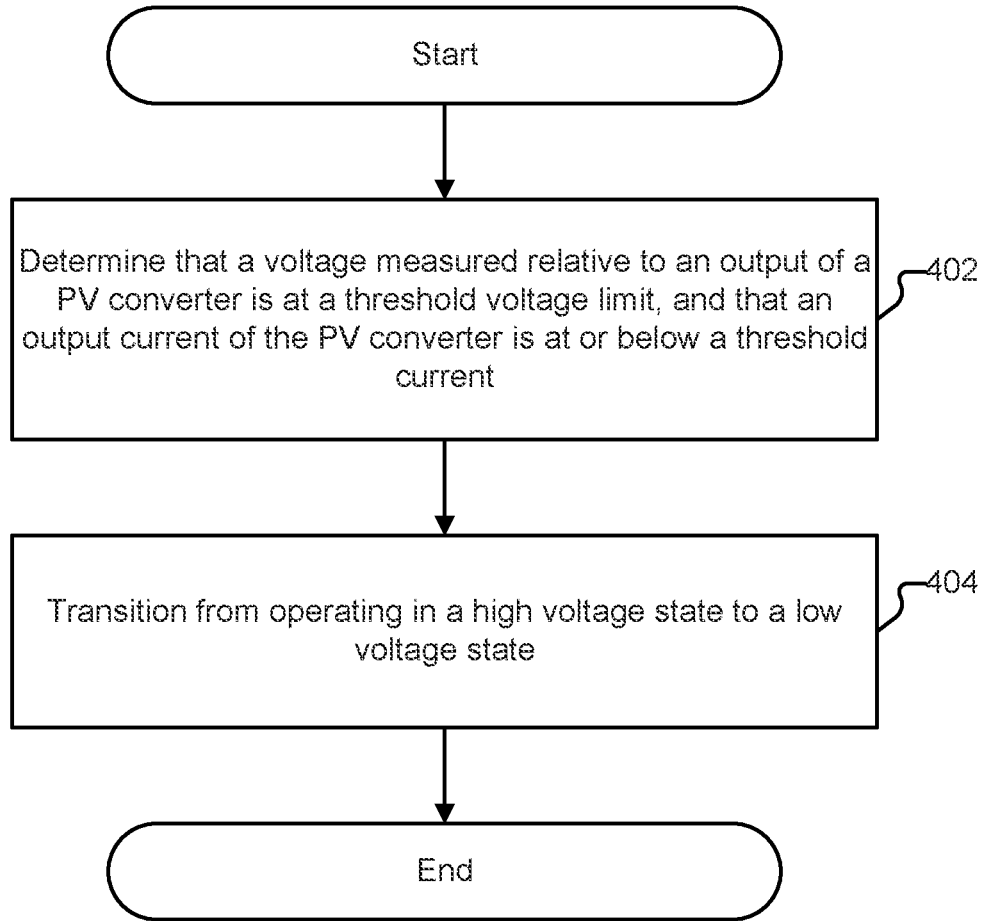 Start
Determine that a voltage measured relative to an output of a
PV converter is at a threshold voltage limit, and that an
output current of the PV converter is at or below a threshold
current
402
Transition from operating in a high voltage state to a low
voltage state
404
End